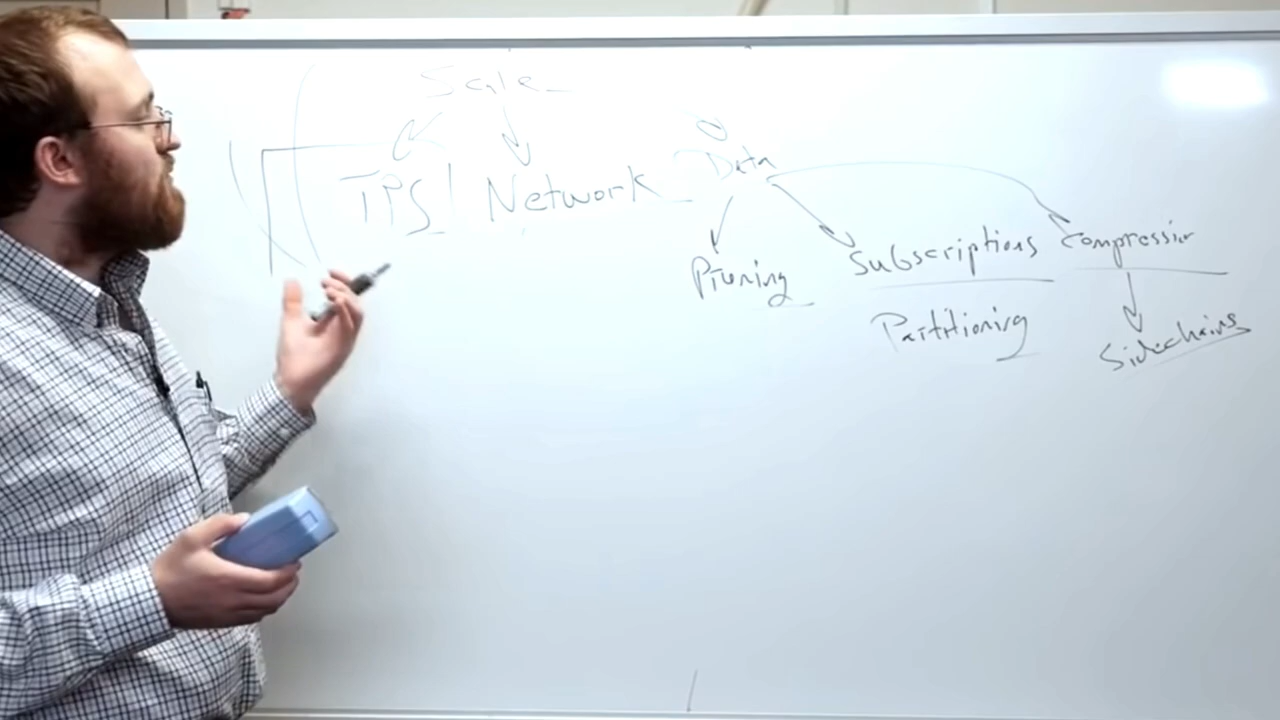 Scale
TPS! Network Data
Pruning Subscriptions Compression
Partitioning Sidechains